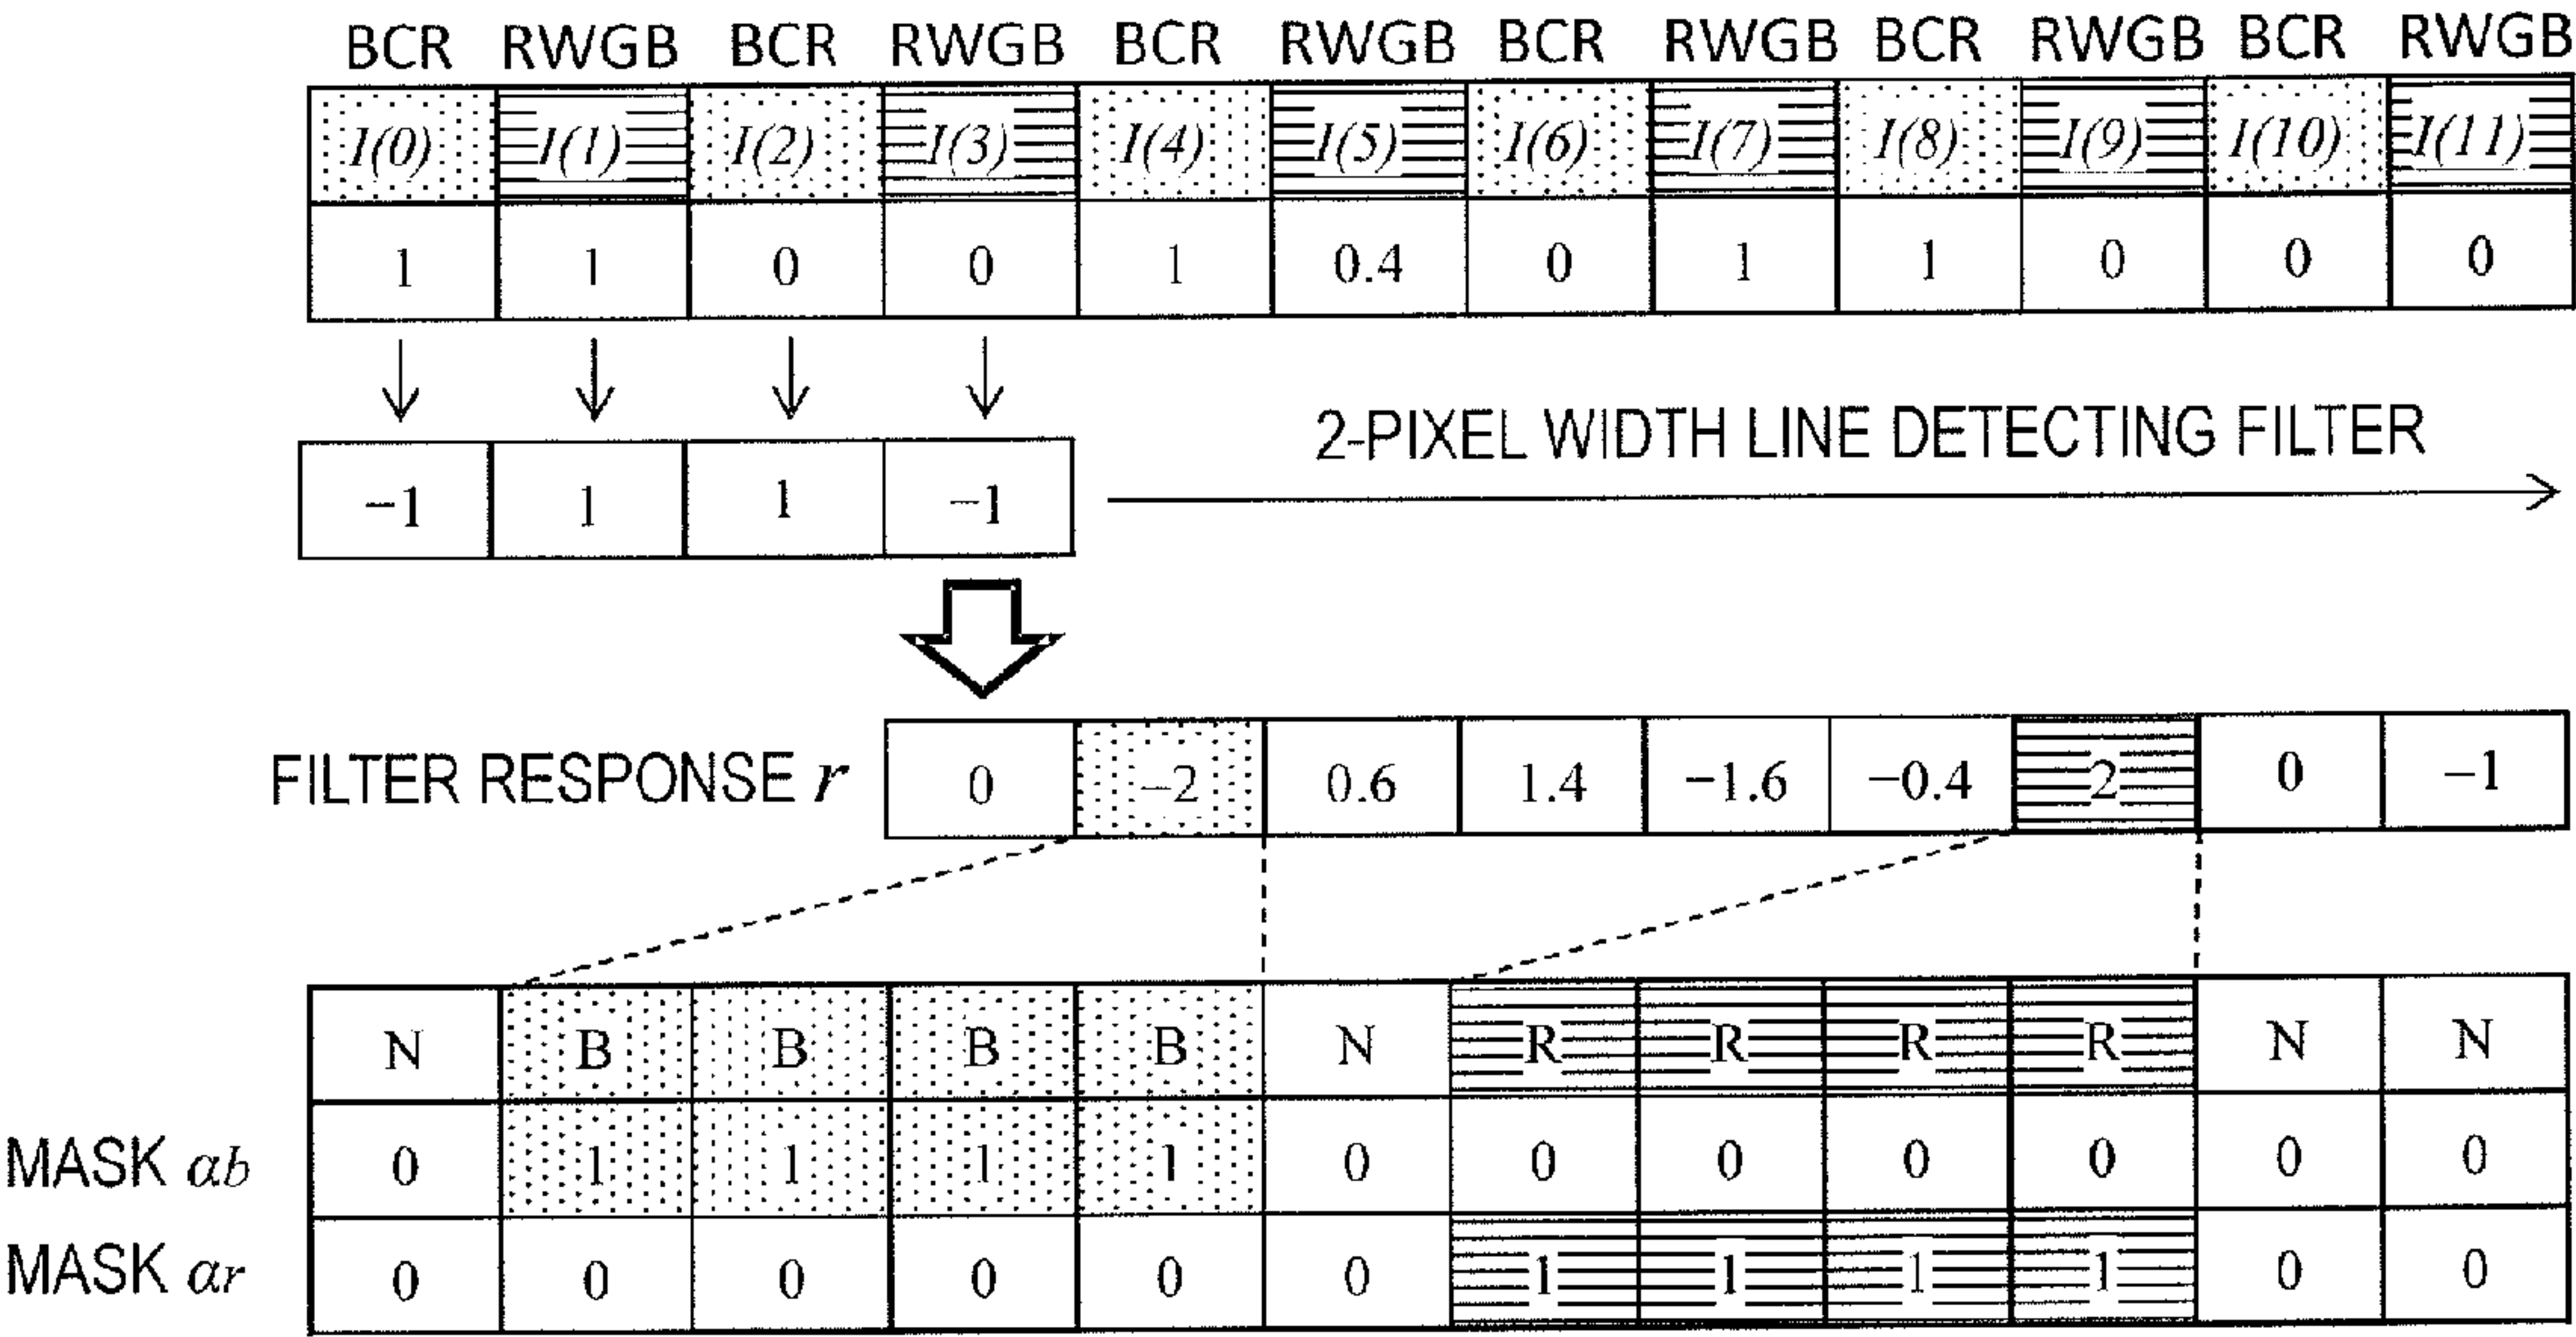 BCR RWGB BCR RWGB BCR RWGB BCR RWGB BCR RWGB BCR RWGB
I(0) I(1) I(2) I(3) I(4) I(5) I(6) I(7) I(8) I(9) I(10) I(11)
1 1 0 0 1 0.4 0 1 1 0 0 0
2-PIXEL WIDTH LINE DETECTING FILTER
−1 1 1 −1
FILTER RESPONSE r 0 −2 0.6 1.4 −1.6 −0.4 2 0 −1
N B B B B N R R R R N N
MASK αb 0 1 1 1 1 0 0 0 0 0 0 0
MASK αr 0 0 0 0 0 0 1 1 1 1 0 0